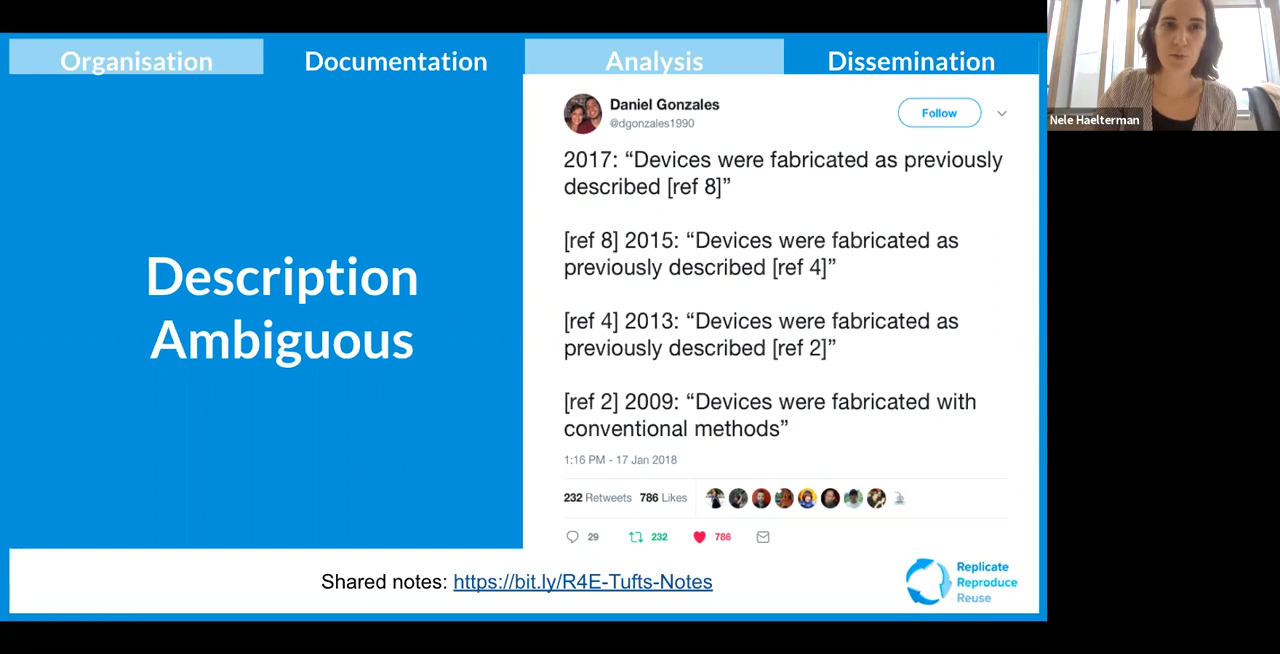 Organisation
Documentation
Analysis
Dissemination
Nele Haelterman
Description
Ambiguous
Daniel Gonzales
@dgonzales1990
Follow
2017: “Devices were fabricated as previously
described [ref 8]”
[ref 8] 2015: “Devices were fabricated as
previously described [ref 4]”
[ref 4] 2013: “Devices were fabricated as
previously described [ref 2]”
[ref 2] 2009: “Devices were fabricated with
conventional methods”
1:16 PM - 17 Jan 2018
232 Retweets 786 Likes
29 232 786
Shared notes: https://bit.ly/R4E-Tufts-Notes
Replicate
Reproduce
Reuse